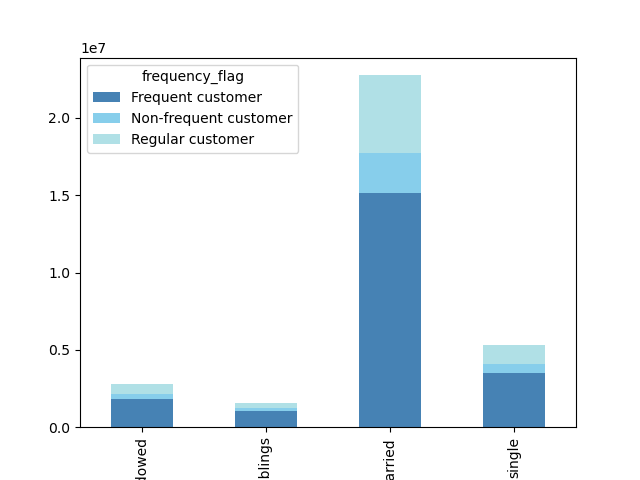 1e7
frequency_flag
Frequent customer
Non-frequent customer
Regular customer
2.0
1.5
1.0
0.5
0.0
dowed
blings
arried
single